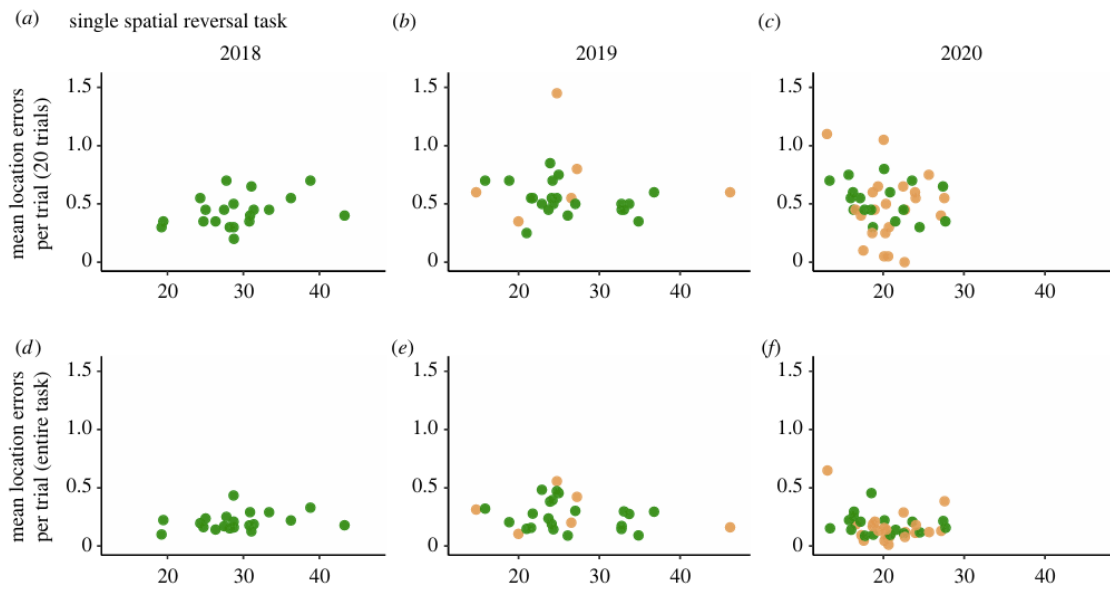 (a) single spatial reversal task (b) (c)
2018 2019 2020
mean location errors
per trial (20 trials)
1.5 1.5 1.5
1.0 1.0 1.0
0.5 0.5 0.5
0 0 0
20 30 40 20 30 40 20 30 40
(d) (e) (f)
mean location errors
per trial (entire task)
1.5 1.5 1.5
1.0 1.0 1.0
0.5 0.5 0.5
0 0 0
20 30 40 20 30 40 20 30 40